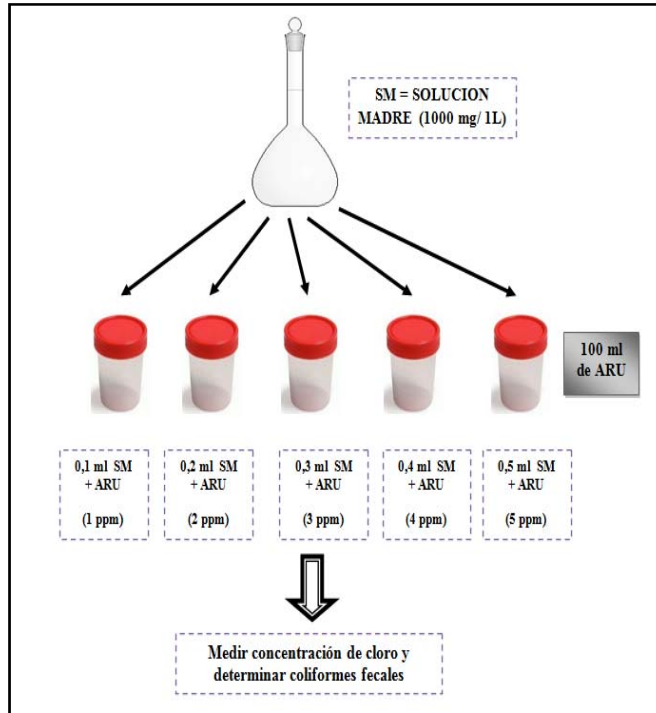 SM = SOLUCION
MADRE (1000 mg/ 1L)
100 ml
de ARU
0,1 ml SM
+ ARU
(1 ppm)
0,2 ml SM
+ ARU
(2 ppm)
0,3 ml SM
+ ARU
(3 ppm)
0,4 ml SM
+ ARU
(4 ppm)
0,5 ml SM
+ ARU
(5 ppm)
Medir concentración de cloro y
determinar coliformes fecales